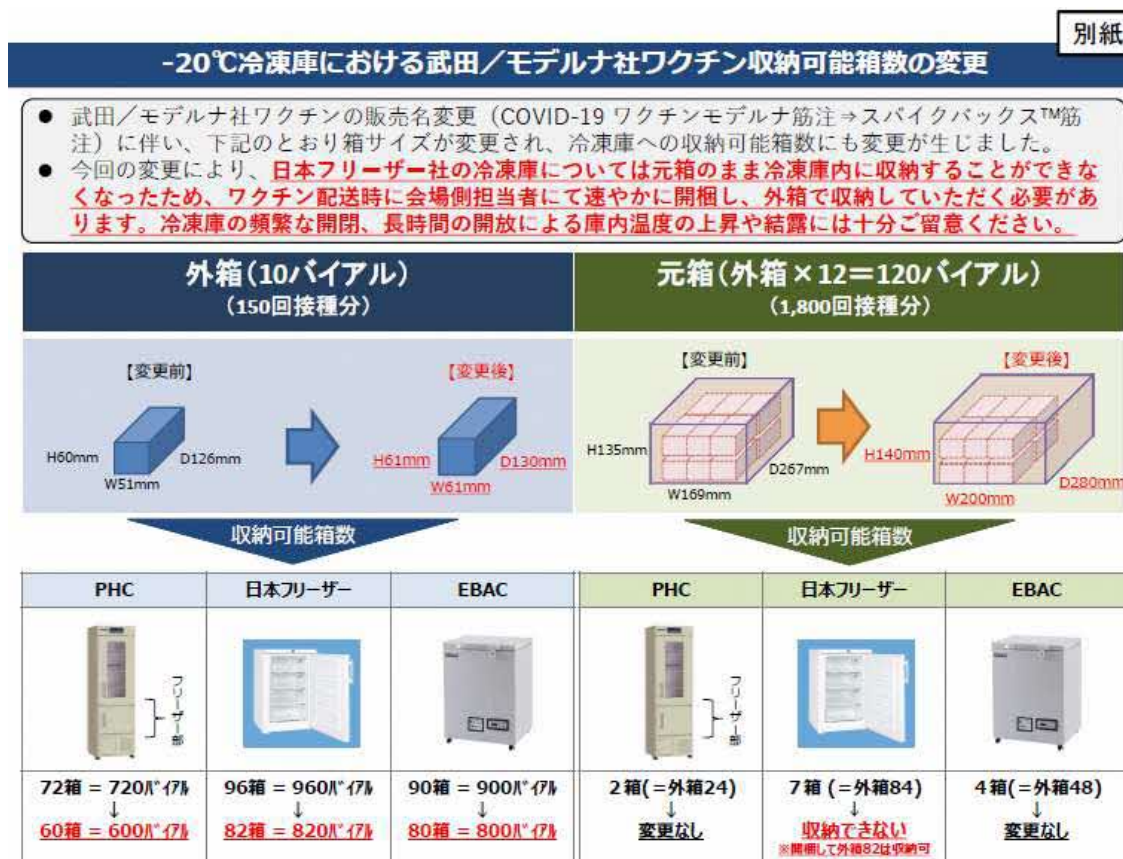 別紙
-20℃冷凍庫における武田／モデルナ社ワクチン収納可能箱数の変更
● 武田／モデルナ社ワクチンの販売名変更（COVID-19 ワクチンモデルナ筋注⇒スパイクバックス™筋
注）に伴い、下記のとおり箱サイズが変更され、冷凍庫への収納可能箱数にも変更が生じました。
● 今回の変更により、日本フリーザー社の冷凍庫については元箱のまま冷凍庫内に収納することができな
くなったため、ワクチン配送時に会場側担当者にて速やかに開梱し、外箱で収納していただく必要があ
ります。冷凍庫の頻繁な開閉、長時間の開放による庫内温度の上昇や結露には十分ご留意ください。
外箱（10バイアル）
（150回接種分）
元箱（外箱×12＝120バイアル）
（1,800回接種分）
【変更前】
【変更後】
H60mm
D126mm
W51mm
H61mm
D130mm
W61mm
【変更前】
【変更後】
H135mm
D267mm
W169mm
H140mm
D280mm
W200mm
収納可能箱数
収納可能箱数
PHC
日本フリーザー
EBAC
PHC
日本フリーザー
EBAC
フリーザー部
フリーザー部
72箱 = 720ﾊﾞｲｱﾙ
↓
60箱 = 600ﾊﾞｲｱﾙ
96箱 = 960ﾊﾞｲｱﾙ
↓
82箱 = 820ﾊﾞｲｱﾙ
90箱 = 900ﾊﾞｲｱﾙ
↓
80箱 = 800ﾊﾞｲｱﾙ
2箱(=外箱24)
↓
変更なし
7箱 (=外箱84)
↓
収納できない
※開梱して外箱82は収納可
4箱(=外箱48)
↓
変更なし